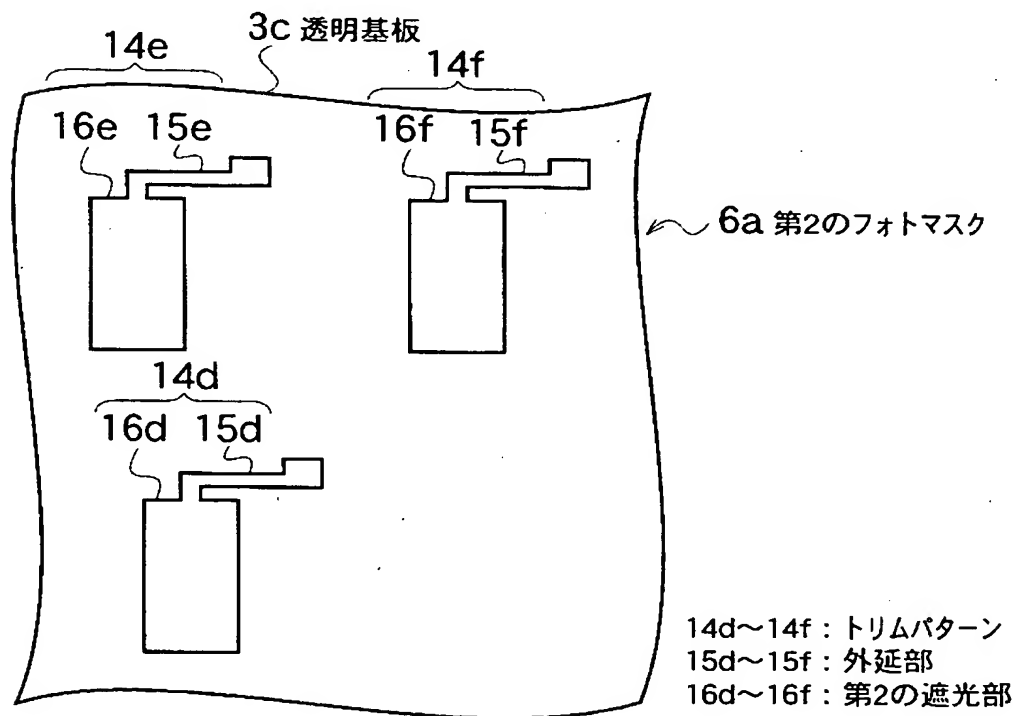 3c 透明基板
14e
14f
16e 15e
16f 15f
6a 第2のフォトマスク
14d
16d 15d
14d～14f : トリムパターン
15d～15f : 外延部
16d～16f : 第2の遮光部